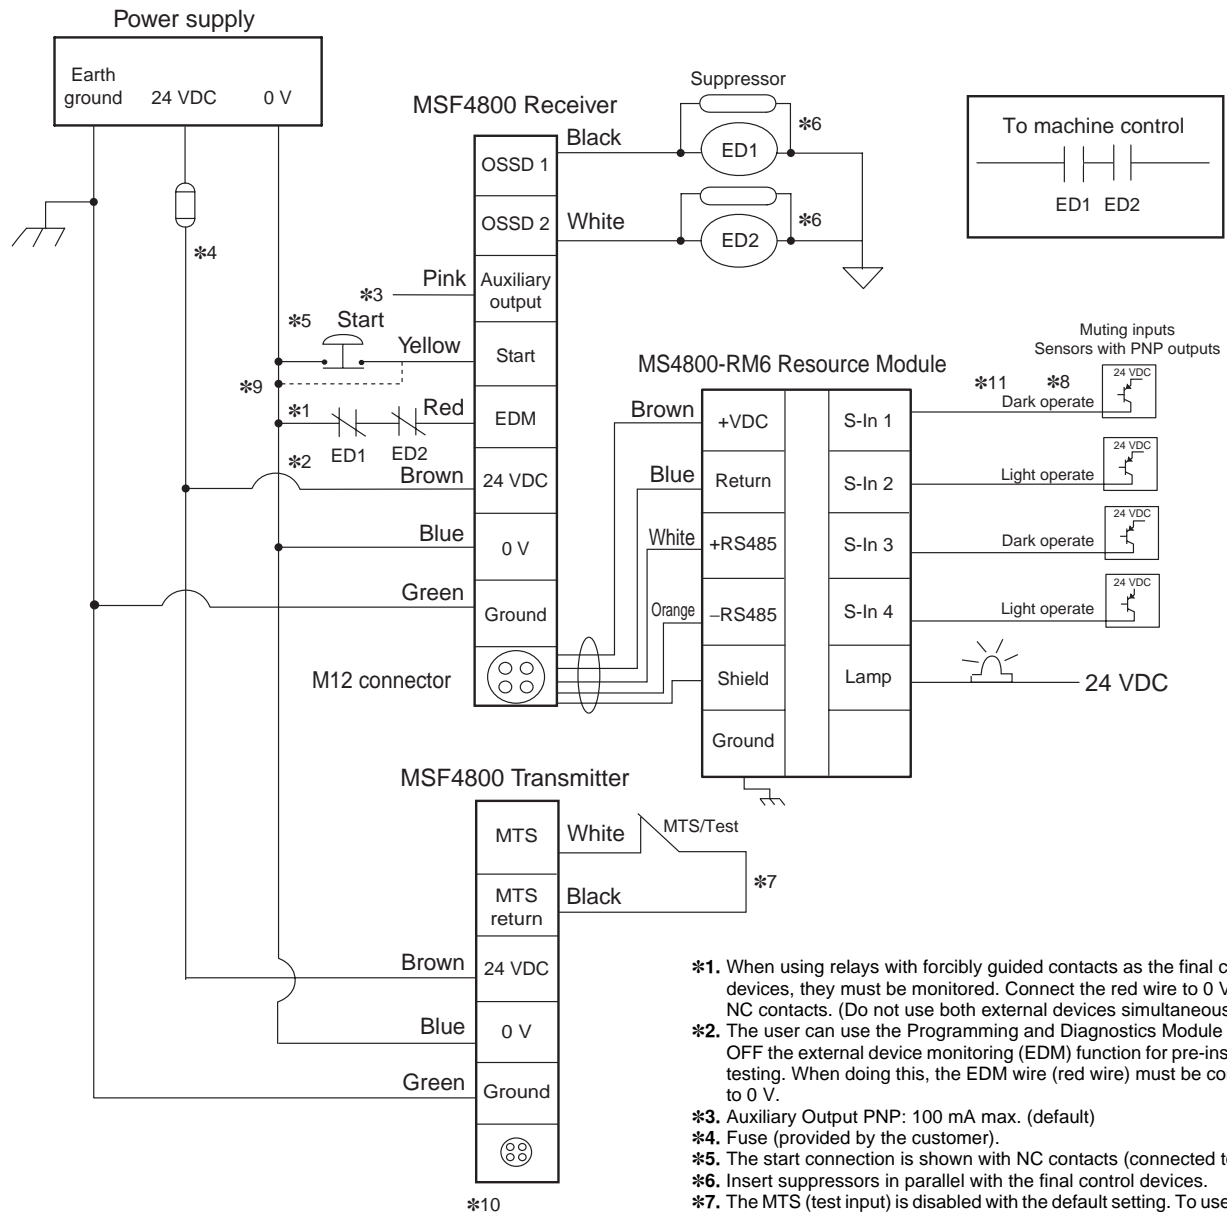 Power supply
Earth
ground 24 VDC 0 V
MSF4800 Receiver
Suppressor
OSSD 1
Black
ED1
✽6
To machine control
ED1 ED2
OSSD 2
White
ED2
✽6
✽4
✽3
Pink
Auxiliary
output
✽5
Start
Yellow
Start
✽9
✽1
Red
EDM
ED1 ED2
✽2
Brown
24 VDC
Blue
0 V
Green
Ground
M12 connector
MS4800-RM6 Resource Module
Muting inputs
Sensors with PNP outputs
Brown
+VDC
S-In 1
✽11
✽8
Dark operate
24 VDC
Blue
Return
S-In 2
Light operate
24 VDC
White
+RS485
S-In 3
Dark operate
24 VDC
Orange
–RS485
S-In 4
Light operate
24 VDC
Shield
Lamp
24 VDC
Ground
MSF4800 Transmitter
MTS
White
MTS/Test
✽7
MTS
return
Black
Brown
24 VDC
Blue
0 V
Green
Ground
✽10
✽1. When using relays with forcibly guided contacts as the final c
devices, they must be monitored. Connect the red wire to 0 V
NC contacts. (Do not use both external devices simultaneous
✽2. The user can use the Programming and Diagnostics Module
OFF the external device monitoring (EDM) function for pre-ins
testing. When doing this, the EDM wire (red wire) must be co
to 0 V.
✽3. Auxiliary Output PNP: 100 mA max. (default)
✽4. Fuse (provided by the customer).
✽5. The start connection is shown with NC contacts (connected t
✽6. Insert suppressors in parallel with the final control devices.
✽7. The MTS (test input) is disabled with the default setting. To use